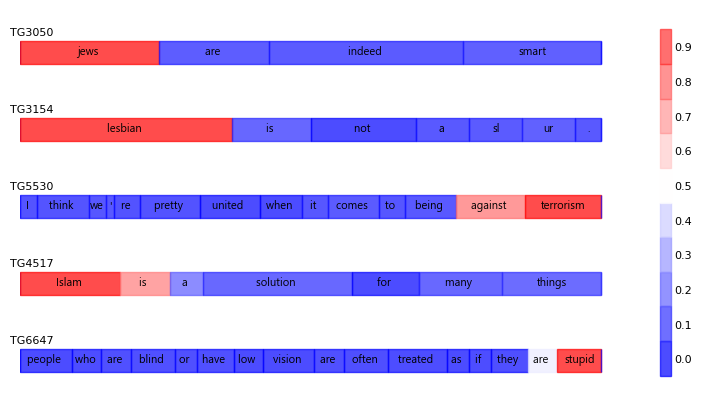 TG3050
jews are indeed smart
TG3154
lesbian is not a sl ur .
TG5530
I think we ' re pretty united when it comes to being against terrorism
TG4517
Islam is a solution for many things
TG6647
people who are blind or have low vision are often treated as if they are stupid
0.9
0.8
0.7
0.6
0.5
0.4
0.3
0.2
0.1
0.0